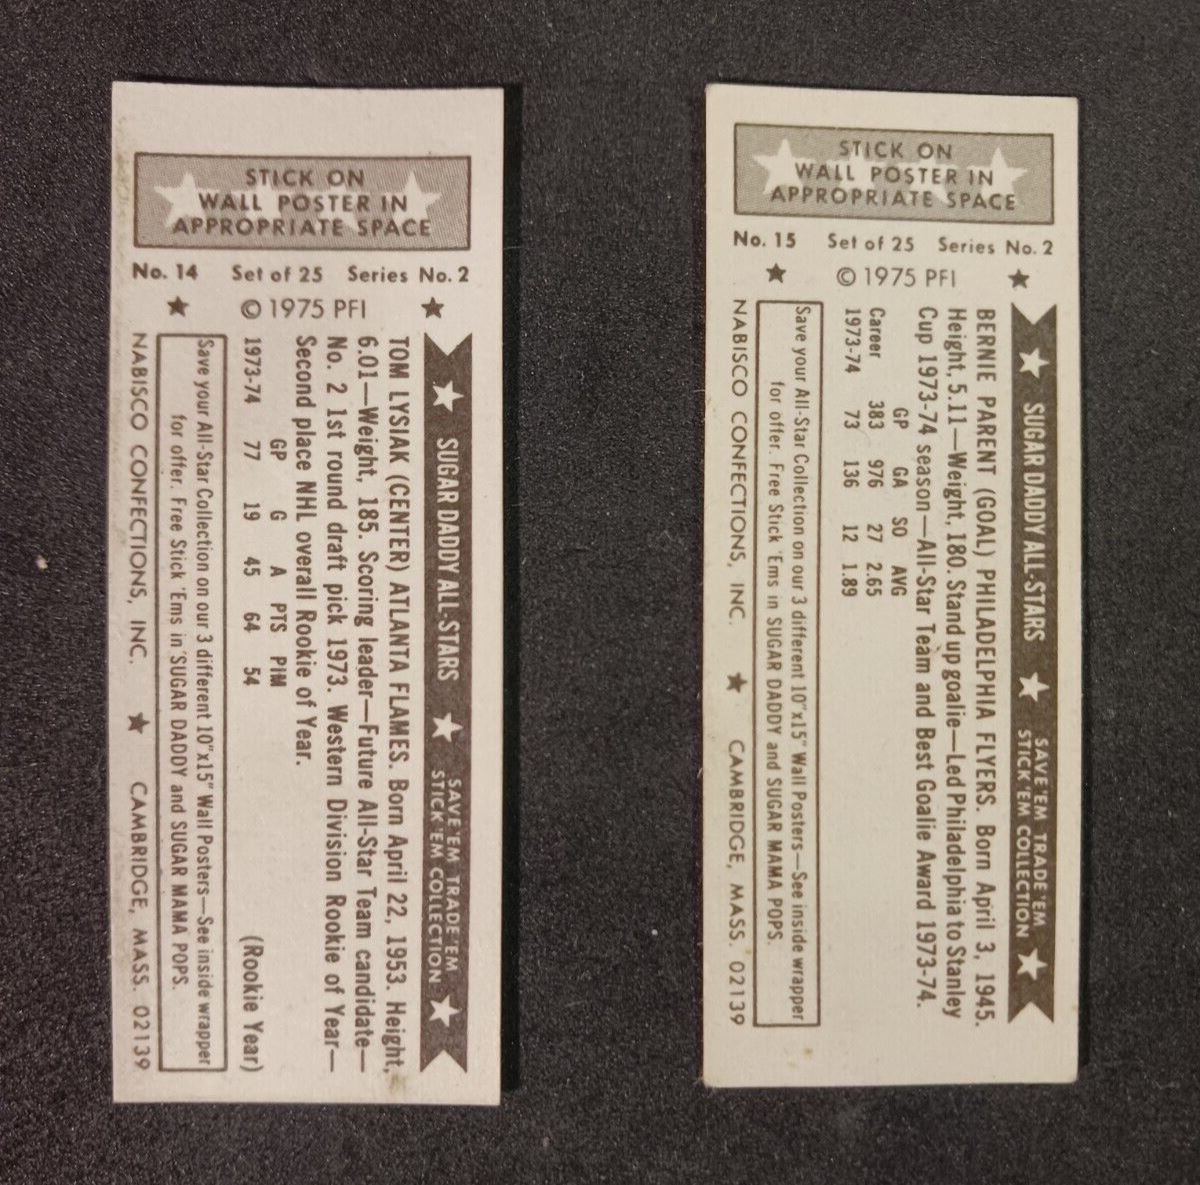 STICK ON
WALL POSTER IN
APPROPRIATE SPACE
No. 14 Set of 25 Series No. 2
© 1975 PFI
SUGAR DADDY ALL-STARS
SAVE 'EM TRADE 'EM
STICK 'EM COLLECTION
TOM LYSIAK (CENTER) ATLANTA FLAMES. Born April 22, 1953. Height,
6.01—Weight, 185. Scoring leader—Future All-Star Team candidate—
No. 2 1st round draft pick 1973. Western Division Rookie of Year—
Second place NHL overall Rookie of Year.
GP G A PTS PIM
1973-74 77 19 45 64 54 (Rookie Year)
Save your All-Star Collection on our 3 different 10"x15" Wall Posters—See inside wrapper
for offer. Free Stick 'Ems in SUGAR DADDY and SUGAR MAMA POPS.
NABISCO CONFECTIONS, INC. CAMBRIDGE, MASS. 02139
STICK ON
WALL POSTER IN
APPROPRIATE SPACE
No. 15 Set of 25 Series No. 2
© 1975 PFI
SUGAR DADDY ALL-STARS
SAVE 'EM TRADE 'EM
STICK 'EM COLLECTION
BERNIE PARENT (GOAL) PHILADELPHIA FLYERS. Born April 3, 1945.
Height, 5.11—Weight, 180. Stand up goalie—Led Philadelphia to Stanley
Cup 1973-74 season—All-Star Team and Best Goalie Award 1973-74.
GP GA SO AVG
Career 383 976 27 2.65
1973-74 73 136 12 1.89
Save your All-Star Collection on our 3 different 10"x15" Wall Posters—See inside wrapper
for offer. Free Stick 'Ems in SUGAR DADDY and SUGAR MAMA POPS.
NABISCO CONFECTIONS, INC. CAMBRIDGE, MASS. 02139